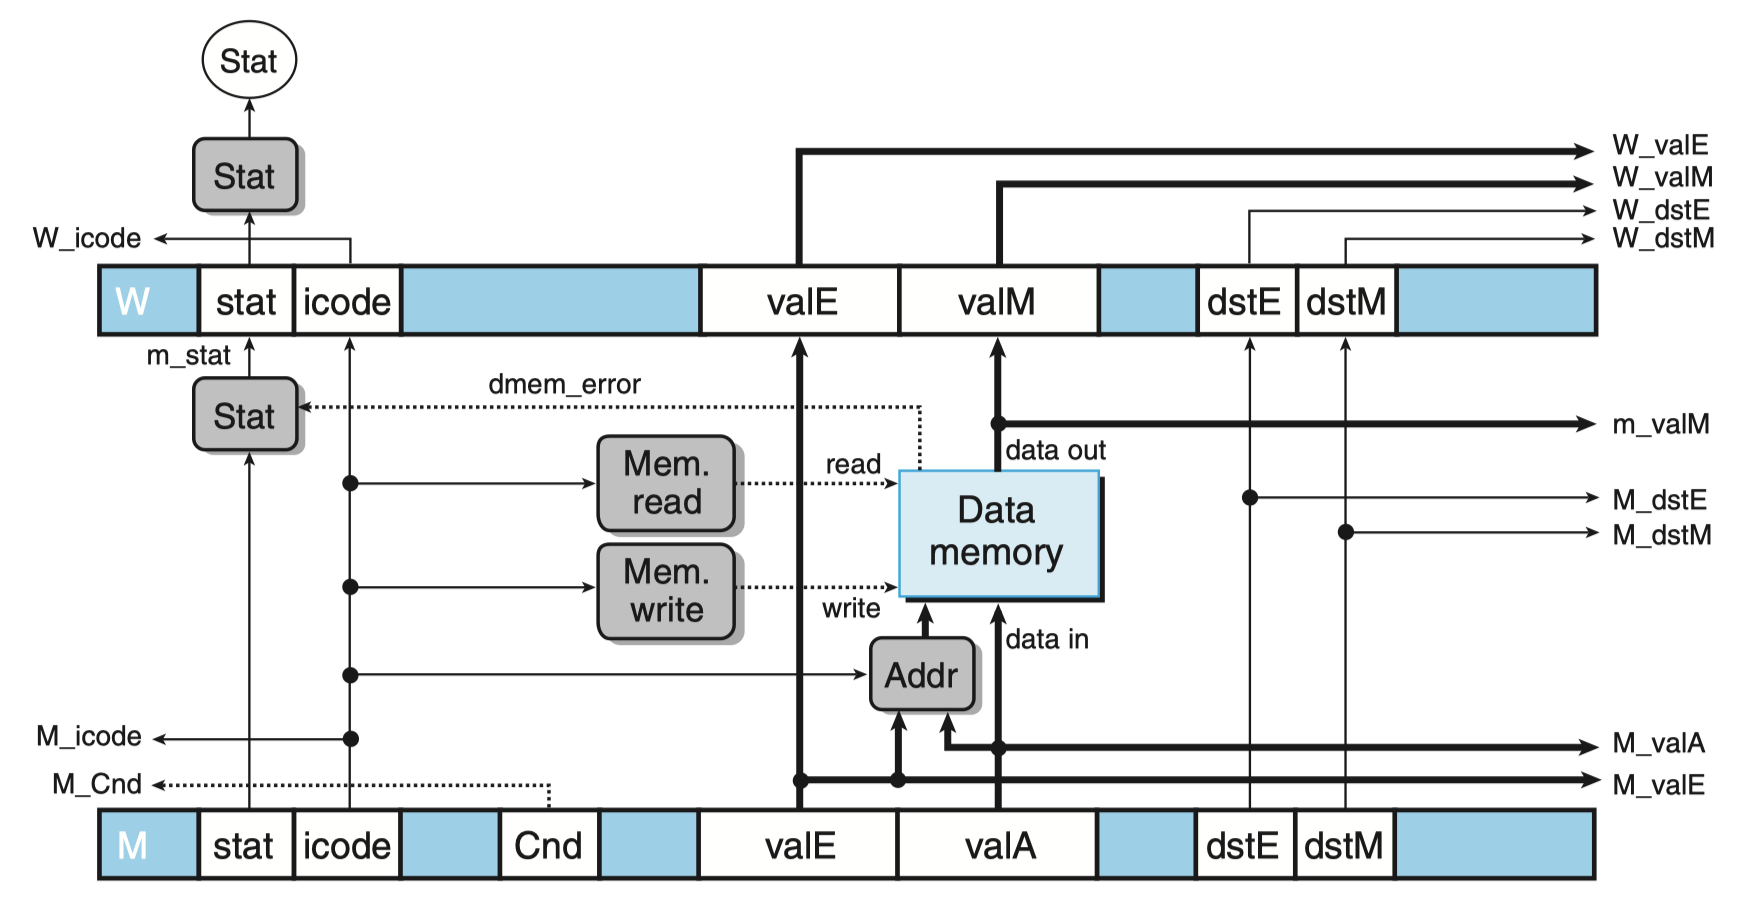 Stat
Stat
W_valE
W_valM
W_dstE
W_dstM
W_icode
W stat icode valE valM dstE dstM
m_stat
dmem_error
Stat
m_valM
data out
Mem.
read
read
Data
memory
M_dstE
M_dstM
Mem.
write
write
data in
Addr
M_icode
M_valA
M_Cnd
M_valE
M stat icode Cnd valE valA dstE dstM